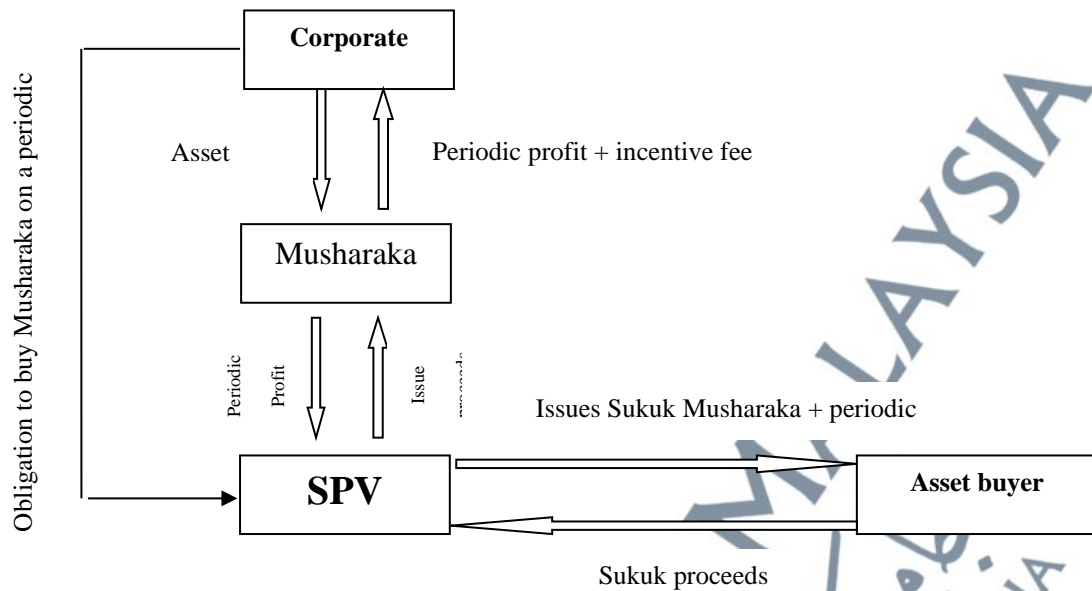 Corporate
Obligation to buy Musharaka on a periodic
Asset
Periodic profit + incentive fee
Musharaka
Periodic
Profit
Issue
Issues Sukuk Musharaka + periodic
SPV
Asset buyer
Sukuk proceeds
MALAYSIA